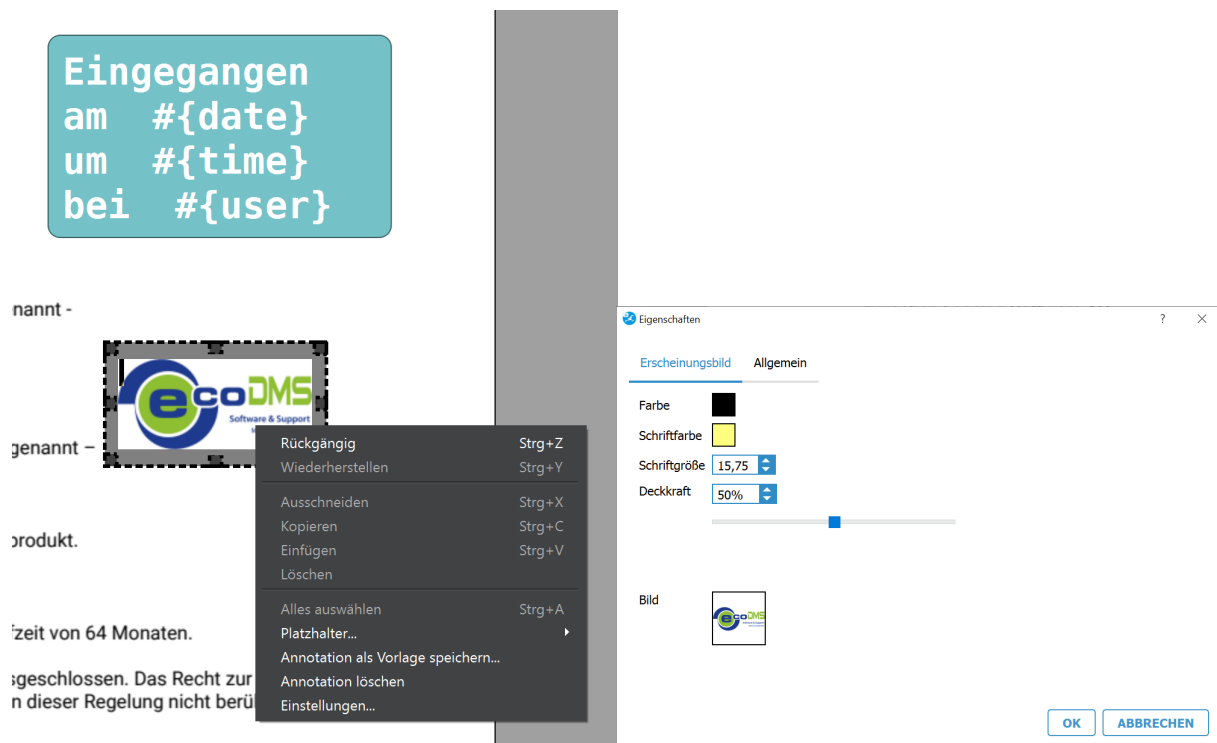 Eingegangen
am #{date}
um #{time}
bei #{user}
nannt -
ecoDMS
Software & Support
genannt –
Rückgängig Strg+Z
Wiederherstellen Strg+Y
Ausschneiden Strg+X
Kopieren Strg+C
Einfügen Strg+V
Löschen
Alles auswählen Strg+A
Platzhalter...
Annotation als Vorlage speichern...
Annotation löschen
Einstellungen...
produkt.
fzeit von 64 Monaten.
sgeschlossen. Das Recht zur
n dieser Regelung nicht berü
Eigenschaften ?
Erscheinungsbild Allgemein
Farbe
Schriftfarbe
Schriftgröße 15,75
Deckkraft 50%
Bild
ecoDMS
OK ABBRECHEN